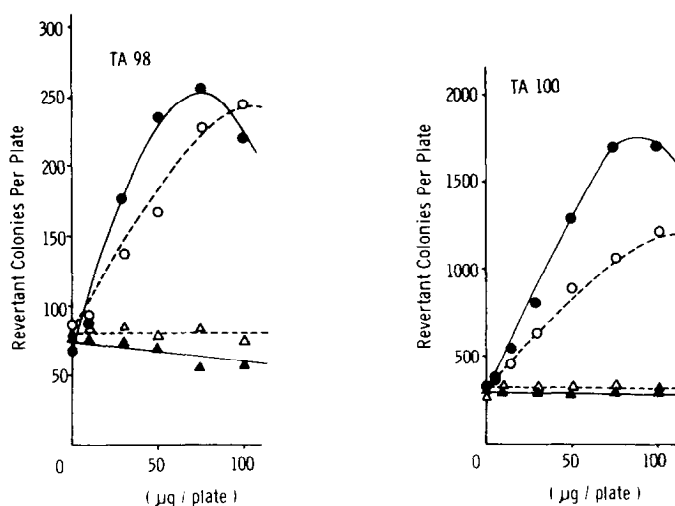 TA 98
Revertant Colonies Per Plate
300
250
200
150
100
50
0
50
100
( µg / plate )
TA 100
Revertant Colonies Per Plate
2000
1500
1000
500
0
50
100
( µg / plate )